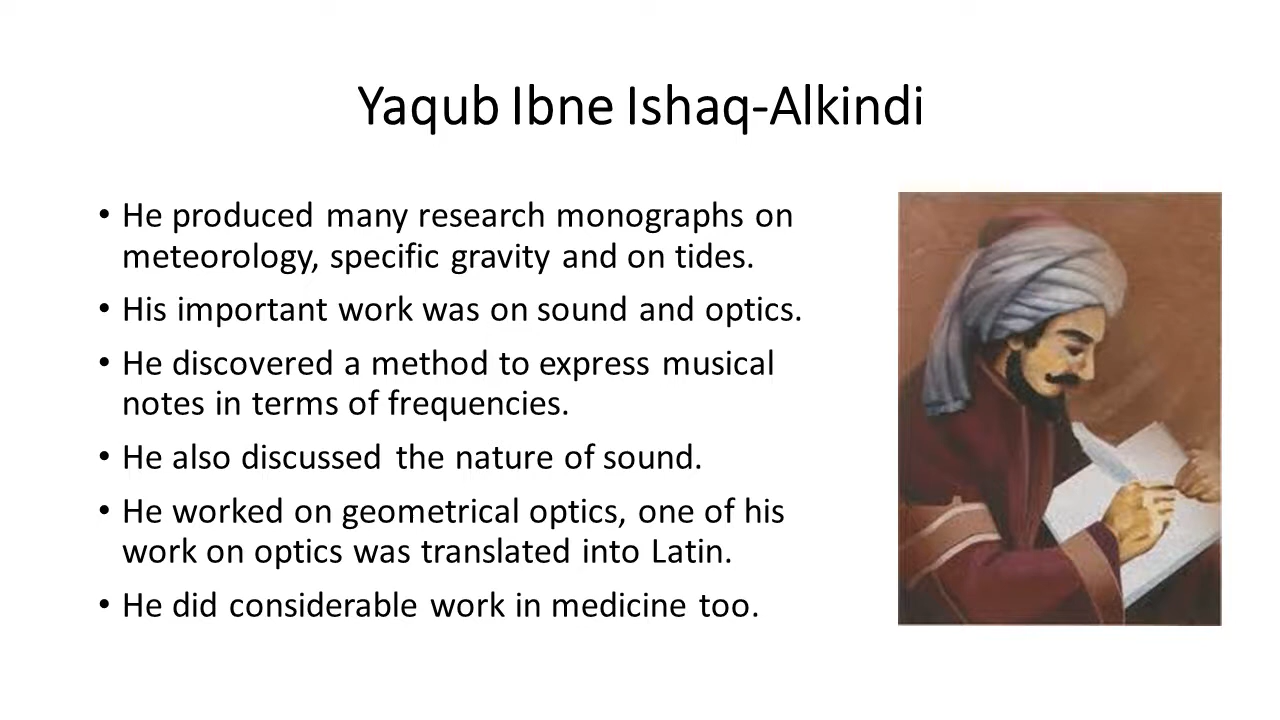 Yaqub Ibne Ishaq-Alkindi
• He produced many research monographs on
meteorology, specific gravity and on tides.
• His important work was on sound and optics.
• He discovered a method to express musical
notes in terms of frequencies.
• He also discussed the nature of sound.
• He worked on geometrical optics, one of his
work on optics was translated into Latin.
• He did considerable work in medicine too.